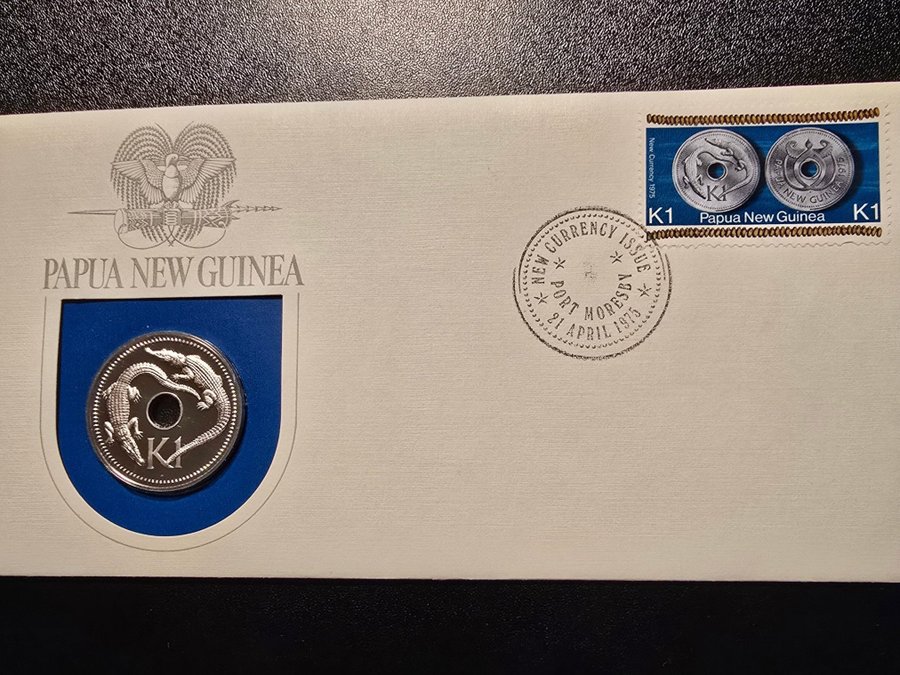 PAPUA NEW GUINEA
K1
NEW CURRENCY ISSUE
PORT MORESBY
21 APRIL 1975
New Currency 1975
K1
PAPUA NEW GUINEA
1975
K1 Papua New Guinea K1